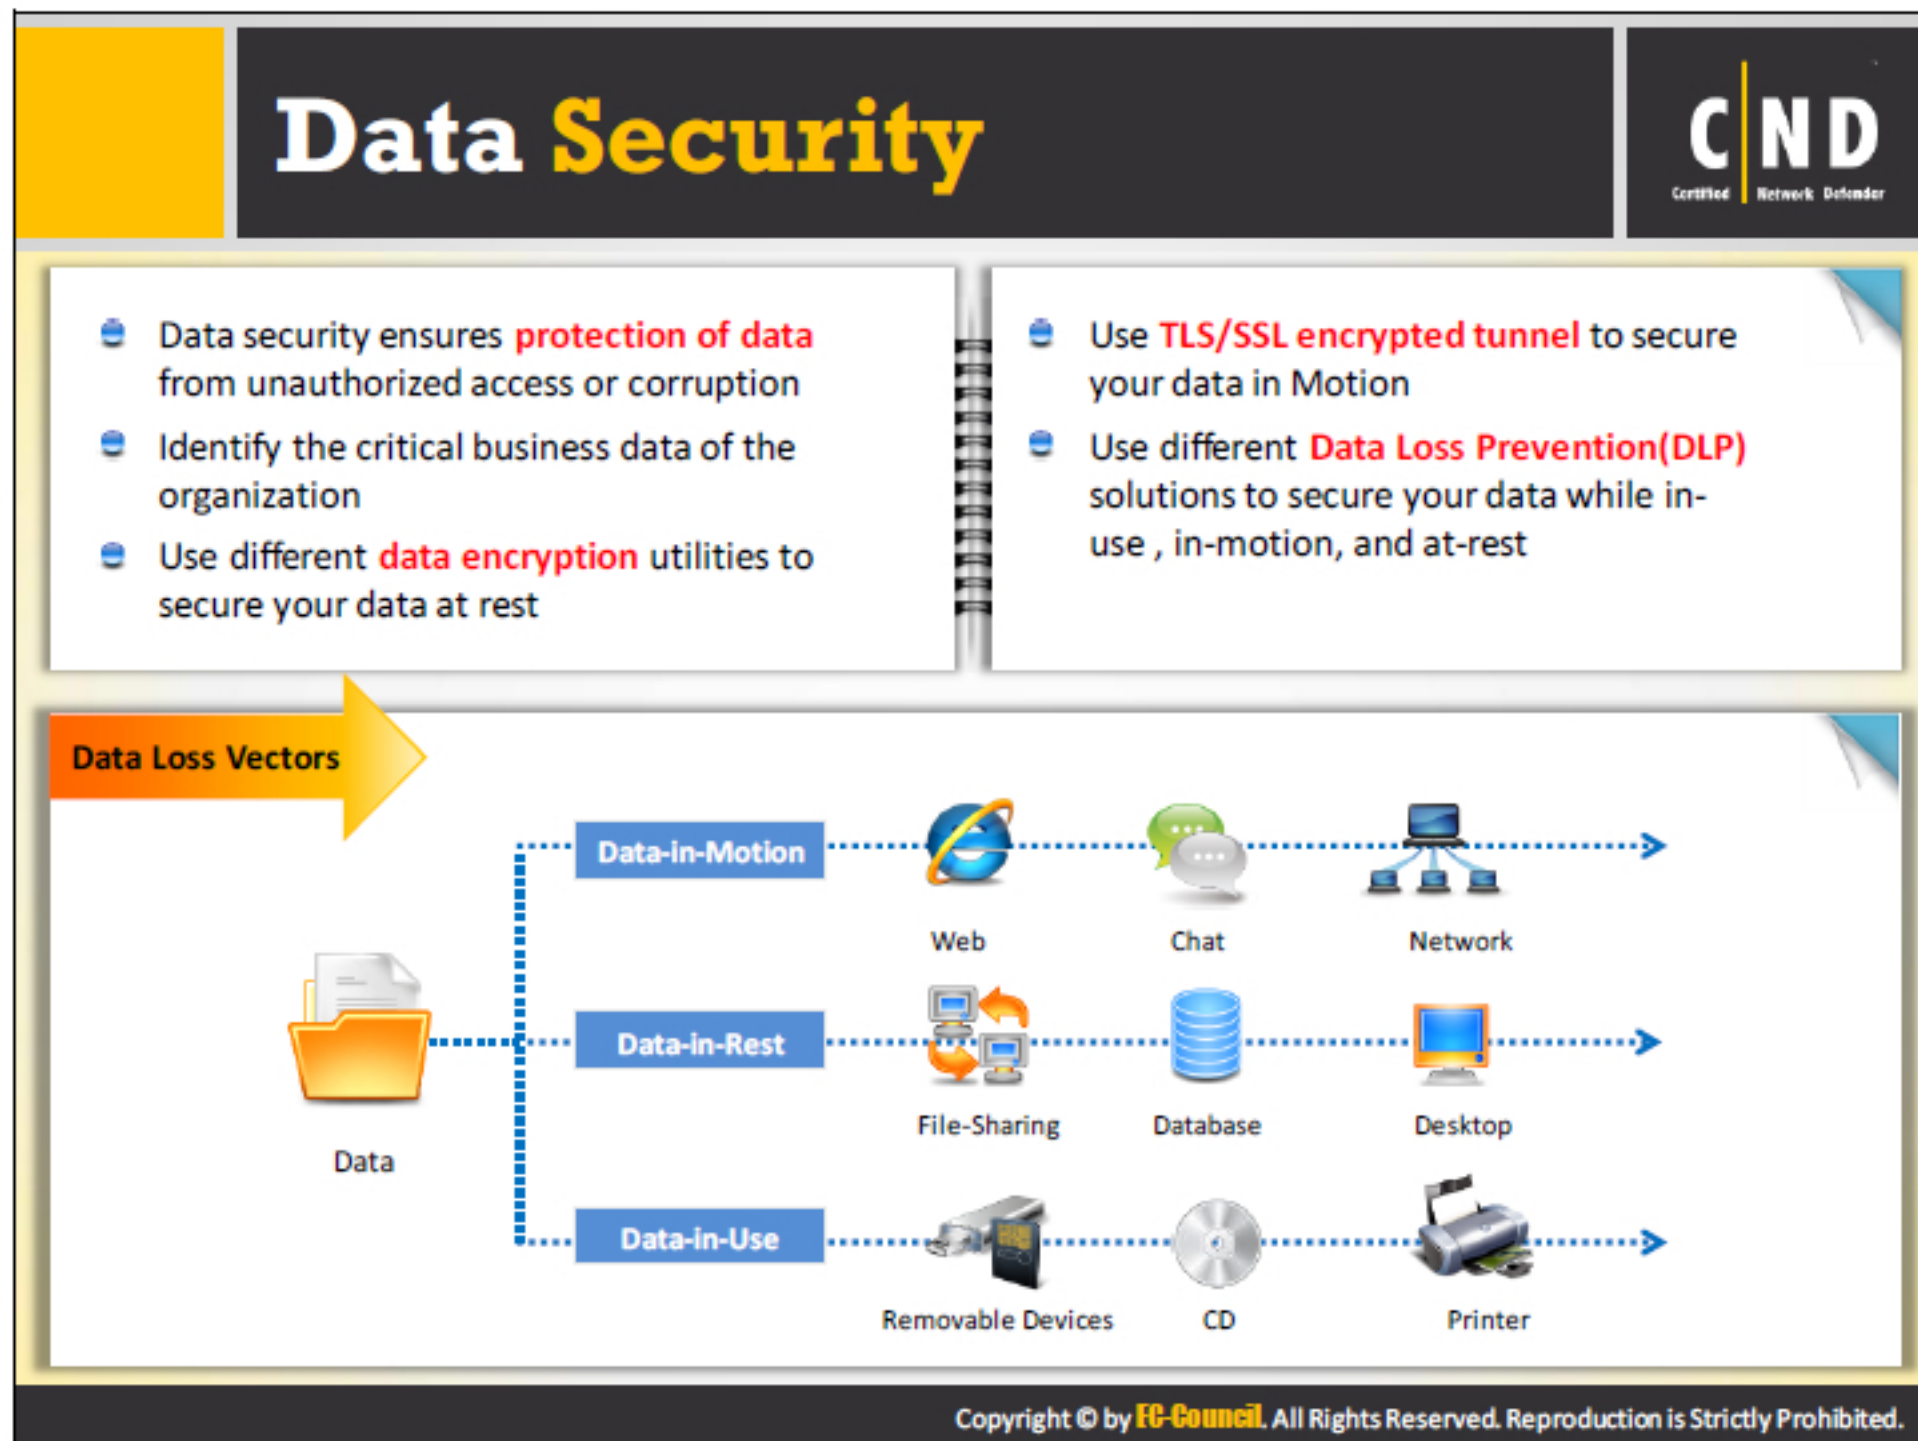 Data Security
C|ND
Certified Network Defender
Data security ensures protection of data
from unauthorized access or corruption
Identify the critical business data of the
organization
Use different data encryption utilities to
secure your data at rest
Use TLS/SSL encrypted tunnel to secure
your data in Motion
Use different Data Loss Prevention(DLP)
solutions to secure your data while in-
use , in-motion, and at-rest
Data Loss Vectors
Data-in-Motion
Web
Chat
Network
Data
Data-in-Rest
File-Sharing
Database
Desktop
Data-in-Use
Removable Devices
CD
Printer
Copyright © by EC-Council. All Rights Reserved. Reproduction is Strictly Prohibited.